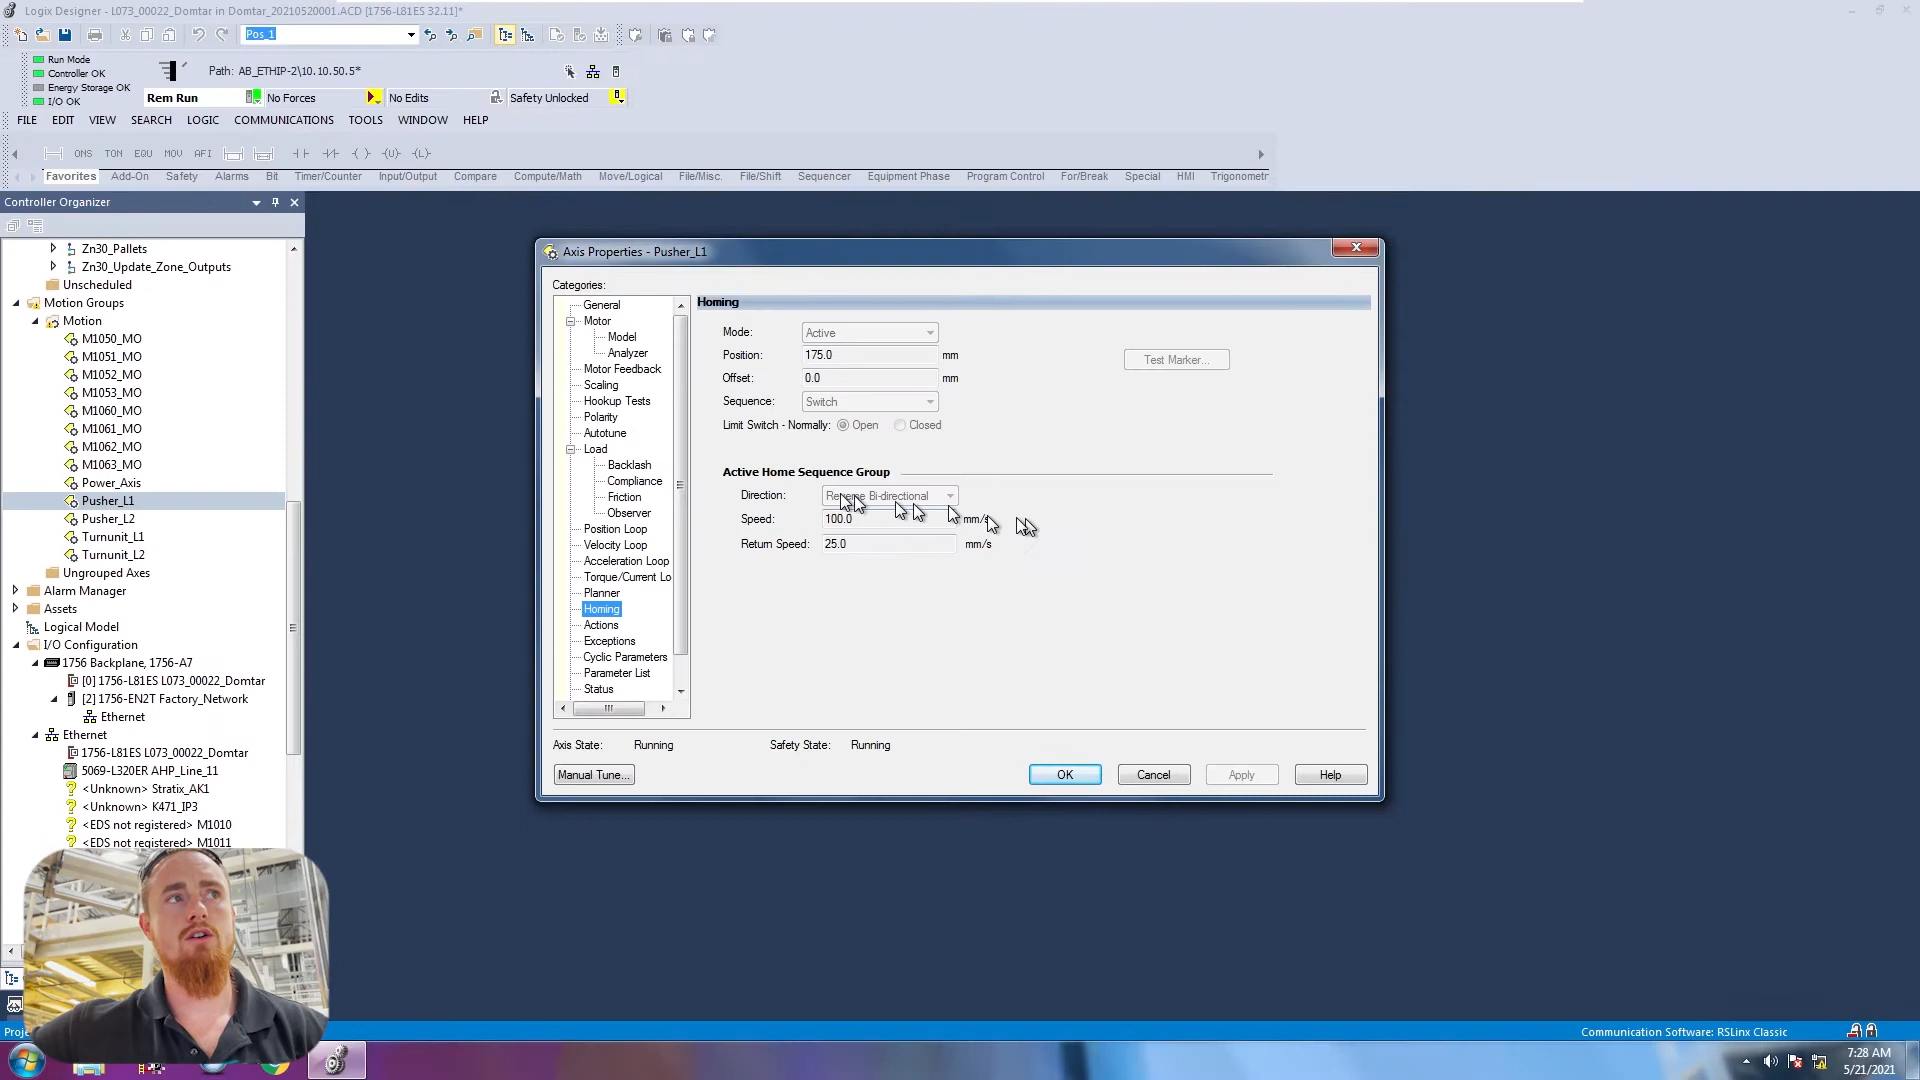 Logix Designer - L073_00022_Domtar in Domtar_20210520001.ACD [1756-L81ES 32.11]*
Pos_1
Run Mode
Controller OK
Energy Storage OK
I/O OK
Path: AB_ETHIP-2\10.10.50.5*
Rem Run
No Forces
No Edits
Safety Unlocked
FILE EDIT VIEW SEARCH LOGIC COMMUNICATIONS TOOLS WINDOW HELP
ONS TON EQU MOV AFI
Favorites Add-On Safety Alarms Bit Timer/Counter Input/Output Compare Compute/Math Move/Logical File/Misc. File/Shift Sequencer Equipment Phase Program Control For/Break Special HMI Trigonometr
Controller Organizer
Zn30_Pallets
Zn30_Update_Zone_Outputs
Unscheduled
Motion Groups
Motion
M1050_MO
M1051_MO
M1052_MO
M1053_MO
M1060_MO
M1061_MO
M1062_MO
M1063_MO
Power_Axis
Pusher_L1
Pusher_L2
Turnunit_L1
Turnunit_L2
Ungrouped Axes
Alarm Manager
Assets
Logical Model
I/O Configuration
1756 Backplane, 1756-A7
[0] 1756-L81ES L073_00022_Domtar
[2] 1756-EN2T Factory_Network
Ethernet
Ethernet
1756-L81ES L073_00022_Domtar
5069-L320ER AHP_Line_11
<Unknown> Stratix_AK1
<Unknown> K471_IP3
<EDS not registered> M1010
<EDS not registered> M1011
Axis Properties - Pusher_L1
Categories:
General
Motor
Model
Analyzer
Motor Feedback
Scaling
Hookup Tests
Polarity
Autotune
Load
Backlash
Compliance
Friction
Observer
Position Loop
Velocity Loop
Acceleration Loop
Torque/Current Lo
Planner
Homing
Actions
Exceptions
Cyclic Parameters
Parameter List
Status
Homing
Mode: Active
Position: 175.0 mm
Test Marker...
Offset: 0.0 mm
Sequence: Switch
Limit Switch - Normally: Open Closed
Active Home Sequence Group
Direction: Reverse Bi-directional
Speed: 100.0 mm/s
Return Speed: 25.0 mm/s
Axis State: Running
Safety State: Running
Manual Tune...
OK
Cancel
Apply
Help
Communication Software: RSLinx Classic
7:28 AM
5/21/2021